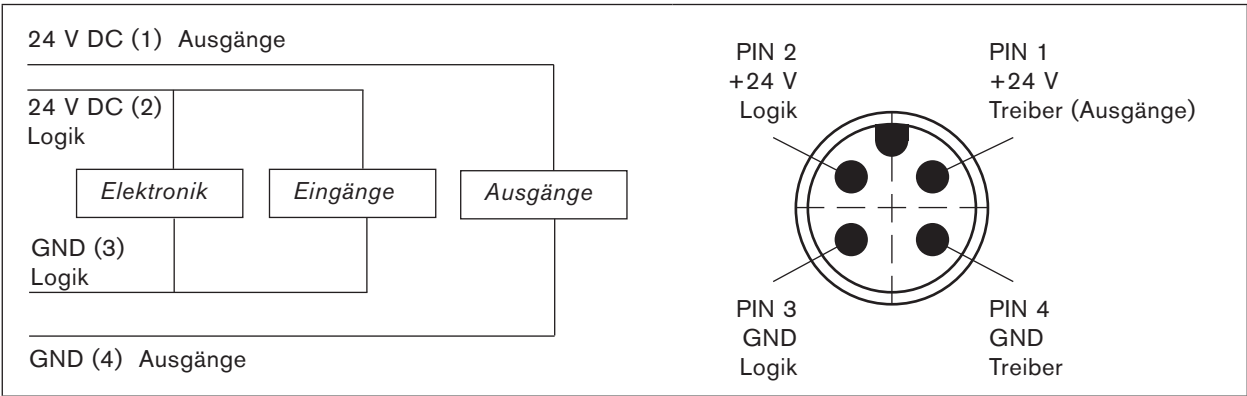 24 V DC (1) Ausgänge
24 V DC (2)
Logik
Elektronik
Eingänge
Ausgänge
GND (3)
Logik
GND (4) Ausgänge
PIN 2
+24 V
Logik
PIN 1
+24 V
Treiber (Ausgänge)
PIN 3
GND
Logik
PIN 4
GND
Treiber